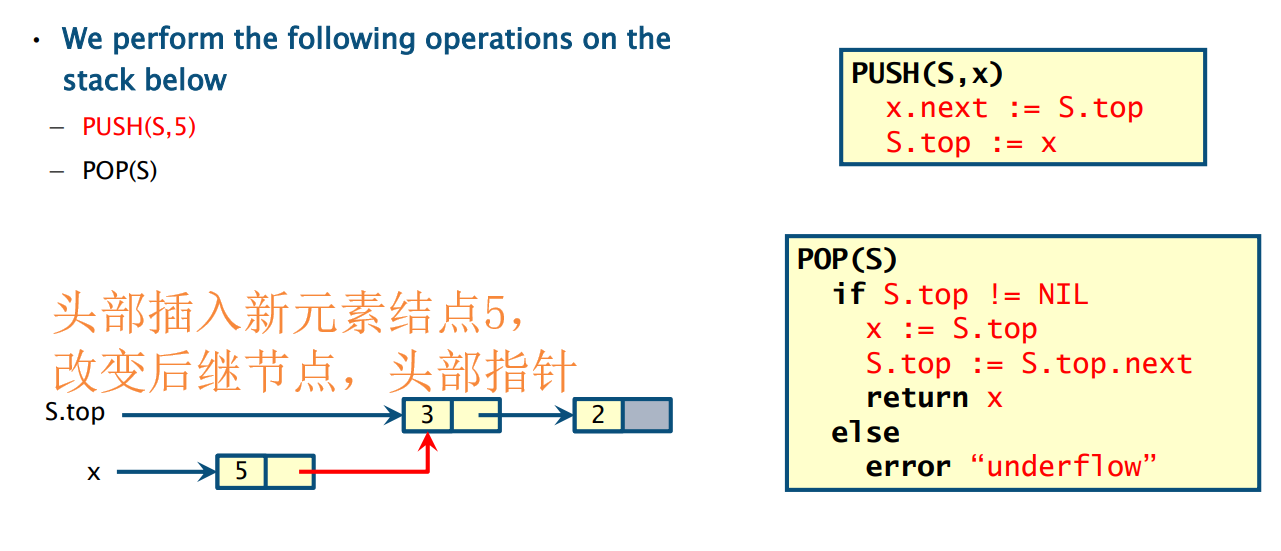 • We perform the following operations on the
stack below
– PUSH(S,5)
– POP(S)
PUSH(S,x)
x.next := S.top
S.top := x
POP(S)
if S.top != NIL
x := S.top
S.top := S.top.next
return x
else
error “underflow”
头部插入新元素结点5，
改变后继节点，头部指针
S.top
3
2
x
5